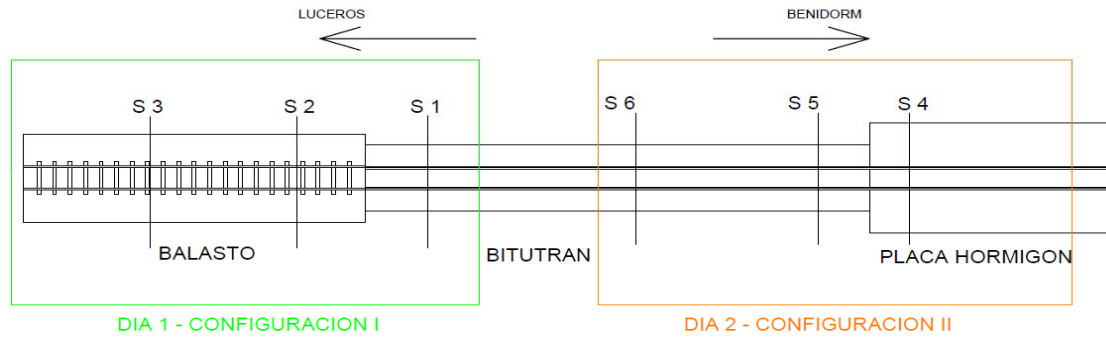 LUCEROS
BENIDORM
S 3
S 2
S 1
S 6
S 5
S 4
BALASTO
BITUTRAN
PLACA HORMIGON
DIA 1 - CONFIGURACION I
DIA 2 - CONFIGURACION II